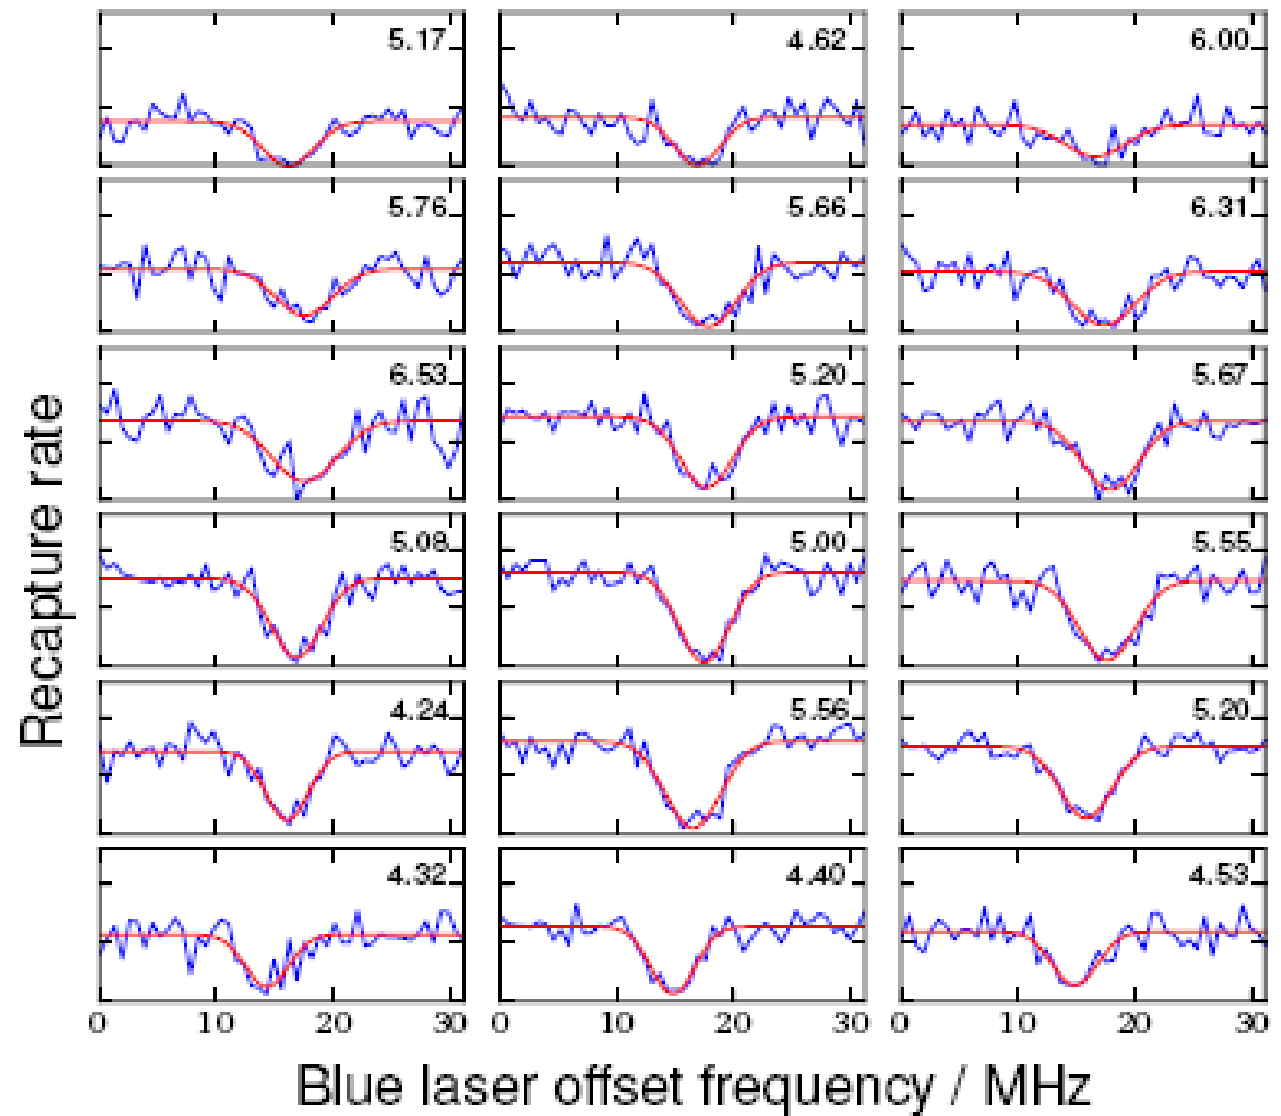 5.17 4.62 6.00
5.76 5.66 6.31
6.53 5.20 5.67
5.08 5.00 5.55
4.24 5.56 5.20
4.32 4.40 4.53
0 10 20 30 0 10 20 30 0 10 20 30
Recapture rate
Blue laser offset frequency / MHz